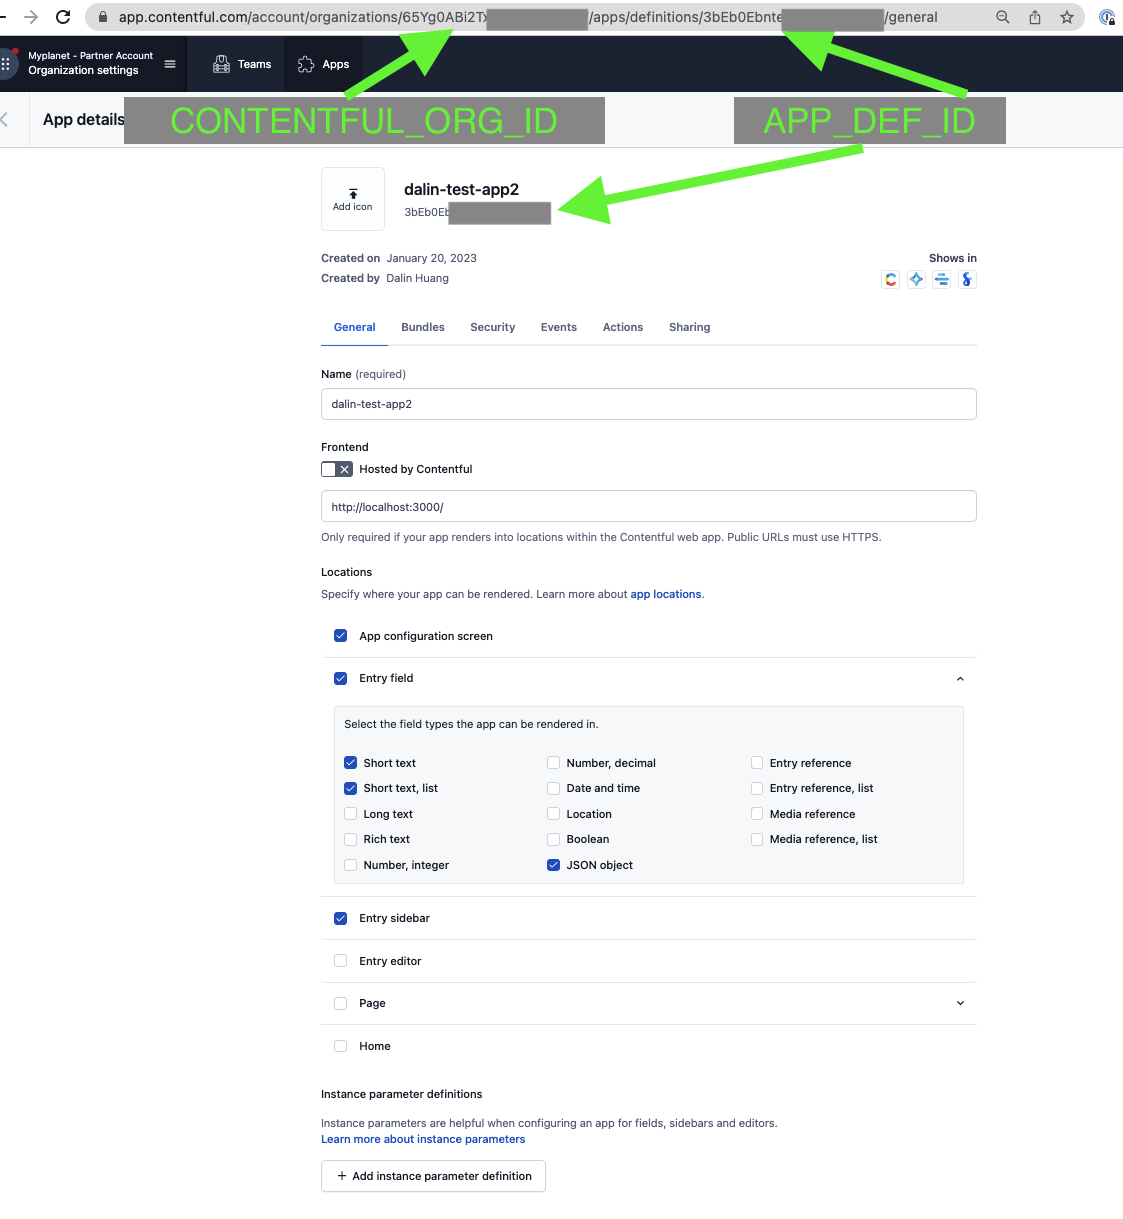 app.contentful.com/account/organizations/65Yg0ABi2Tx /apps/definitions/3bEb0Ebnte /general
Myplanet - Partner Account
Organization settings
Teams
Apps
App details
CONTENTFUL_ORG_ID
APP_DEF_ID
Add icon
dalin-test-app2
3bEb0Eb
Created on January 20, 2023
Created by Dalin Huang
Shows in
General Bundles Security Events Actions Sharing
Name (required)
dalin-test-app2
Frontend
Hosted by Contentful
http://localhost:3000/
Only required if your app renders into locations within the Contentful web app. Public URLs must use HTTPS.
Locations
Specify where your app can be rendered. Learn more about app locations.
App configuration screen
Entry field
Select the field types the app can be rendered in.
Short text Number, decimal Entry reference
Short text, list Date and time Entry reference, list
Long text Location Media reference
Rich text Boolean Media reference, list
Number, integer JSON object
Entry sidebar
Entry editor
Page
Home
Instance parameter definitions
Instance parameters are helpful when configuring an app for fields, sidebars and editors.
Learn more about instance parameters
+ Add instance parameter definition